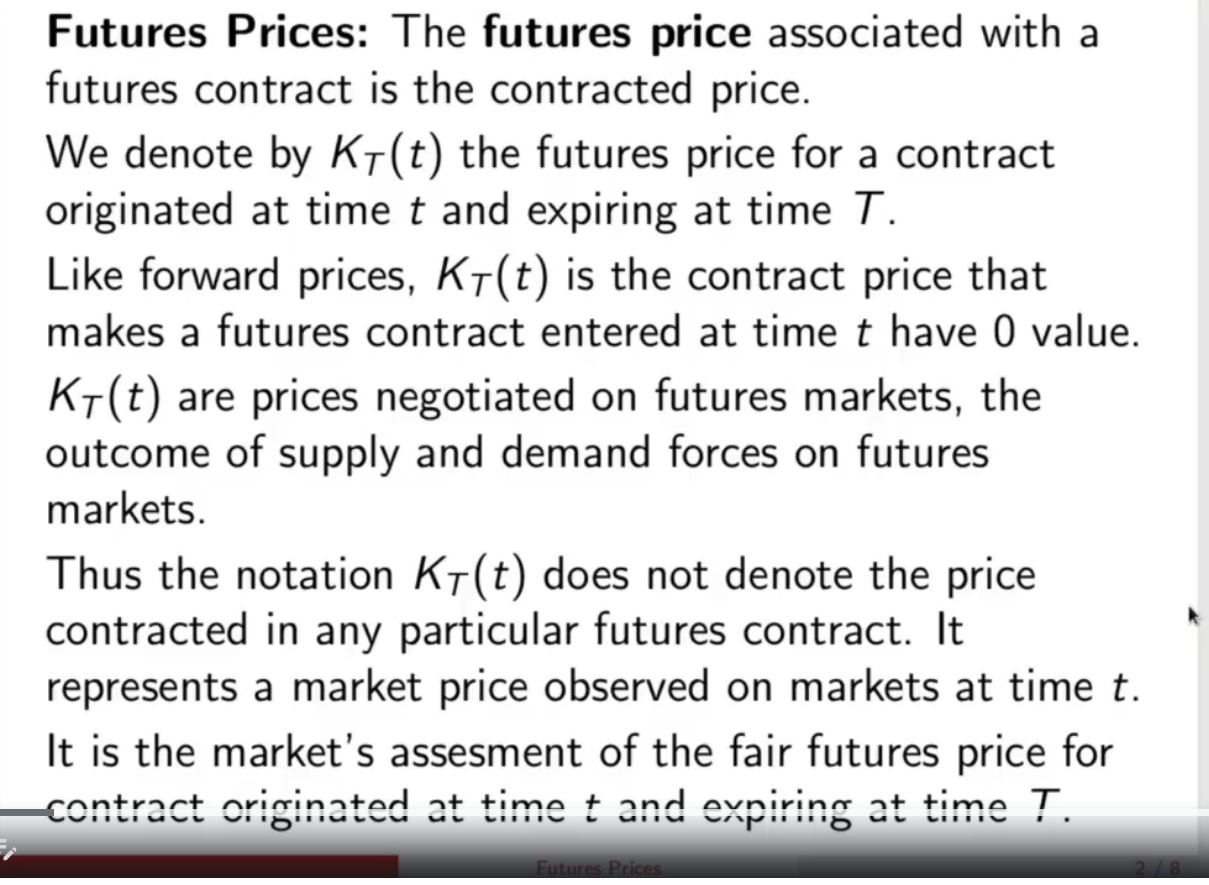 Futures Prices: The futures price associated with a
futures contract is the contracted price.
We denote by K_T(t) the futures price for a contract
originated at time t and expiring at time T.
Like forward prices, K_T(t) is the contract price that
makes a futures contract entered at time t have 0 value.
K_T(t) are prices negotiated on futures markets, the
outcome of supply and demand forces on futures
markets.
Thus the notation K_T(t) does not denote the price
contracted in any particular futures contract. It
represents a market price observed on markets at time t.
It is the market's assesment of the fair futures price for
contract originated at time t and expiring at time T.
Futures Prices 2 / 8